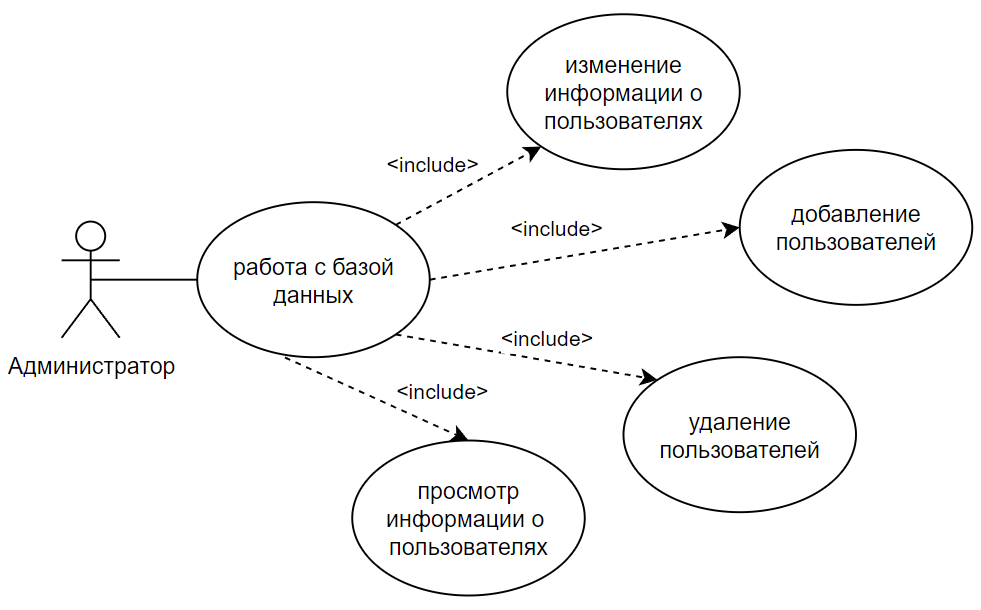 изменение
информации о
пользователях
<include>
добавление
пользователей
<include>
работа с базой
данных
Администратор
<include>
удаление
пользователей
<include>
просмотр
информации о
пользователях